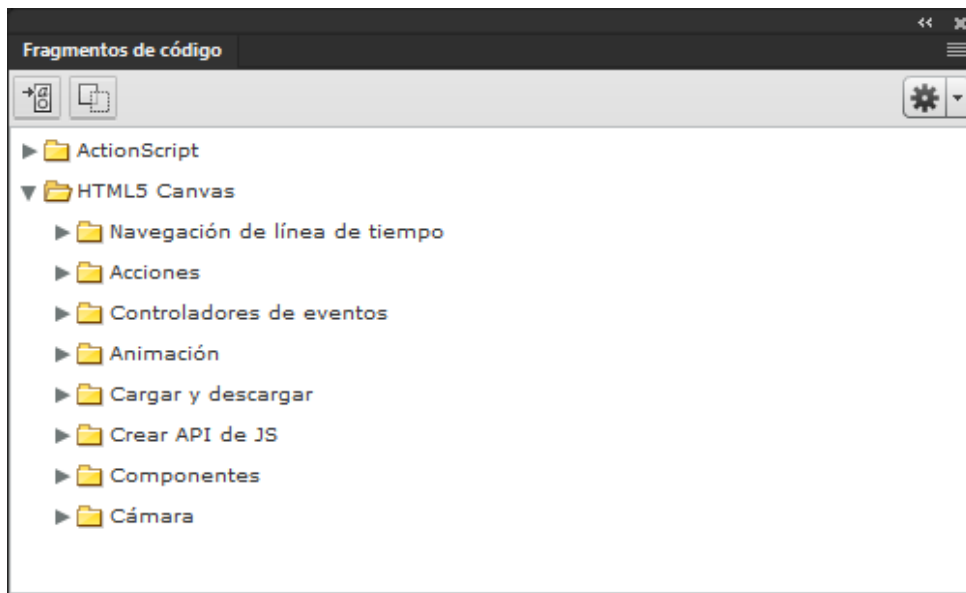 Fragmentos de código
ActionScript
HTML5 Canvas
Navegación de línea de tiempo
Acciones
Controladores de eventos
Animación
Cargar y descargar
Crear API de JS
Componentes
Cámara